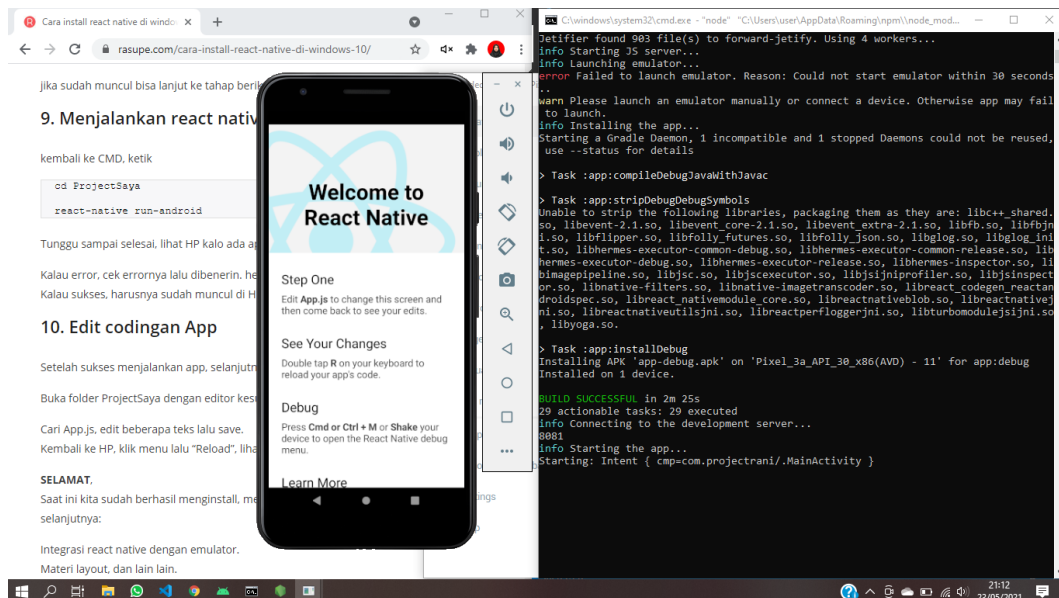 Cara install react native di windo
rasupe.com/cara-install-react-native-di-windows-10/
jika sudah muncul bisa lanjut ke tahap
9. Menjalankan react
kembali ke CMD, ketik
cd ProjectSaya
react-native run-android
Tunggu sampai selesai, lihat HP kalo ada
Kalau error, cek errornya lalu dibenerin.
Kalau sukses, harusnya sudah muncul di
10. Edit codingan App
Setelah sukses menjalankan app,
Buka folder ProjectSaya dengan editor
Cari App.js, edit beberapa teks lalu save.
Kembali ke HP, klik menu lalu “Reload”,
SELAMAT,
Saat ini kita sudah berhasil menginstall,
selanjutnya:
Integrasi react native dengan emulator.
Materi layout, dan lain lain.
Welcome to
React Native
Step One
Edit App.js to change this screen and
then come back to see your edits.
See Your Changes
Double tap R on your keyboard to
reload your app's code.
Debug
Press Cmd or Ctrl + M or Shake your
device to open the React Native debug
menu.
Learn More
C:\windows\system32\cmd.exe - "node" "C:\Users\user\AppData\Roaming\npm\\node_mod...
Jetifier found 903 file(s) to forward-jetify. Using 4 workers...
info Starting JS server...
info Launching emulator...
error Failed to launch emulator. Reason: Could not start emulator within 30 seconds
..
warn Please launch an emulator manually or connect a device. Otherwise app may fail
to launch.
info Installing the app...
Starting a Gradle Daemon, 1 incompatible and 1 stopped Daemons could not be reused,
use --status for details
> Task :app:compileDebugJavaWithJavac
> Task :app:stripDebugDebugSymbols
Unable to strip the following libraries, packaging them as they are: libc++_shared.
so, libevent-2.1.so, libevent_core-2.1.so, libevent_extra-2.1.so, libfb.so, libfbjn
i.so, libflipper.so, libfolly_futures.so, libfolly_json.so, libglog.so, libglog_ini
t.so, libhermes-executor-common-debug.so, libhermes-executor-common-release.so, lib
hermes-executor-debug.so, libhermes-executor-release.so, libhermes-inspector.so, li
bimagepipeline.so, libjsc.so, libjscexecutor.so, libjsijniprofiler.so, libjsinspect
or.so, libnative-filters.so, libnative-imagetranscoder.so, libreact_codegen_reactan
droidspec.so, libreact_nativemodule_core.so, libreactnativeblob.so, libreactnativej
ni.so, libreactnativeutilsjni.so, libreactperfloggerjni.so, libturbomodulejsijni.so
, libyoga.so.
> Task :app:installDebug
Installing APK 'app-debug.apk' on 'Pixel_3a_API_30_x86(AVD) - 11' for app:debug
Installed on 1 device.
BUILD SUCCESSFUL in 2m 25s
29 actionable tasks: 29 executed
info Connecting to the development server...
8081
info Starting the app...
Starting: Intent { cmp=com.projectrani/.MainActivity }
21:12